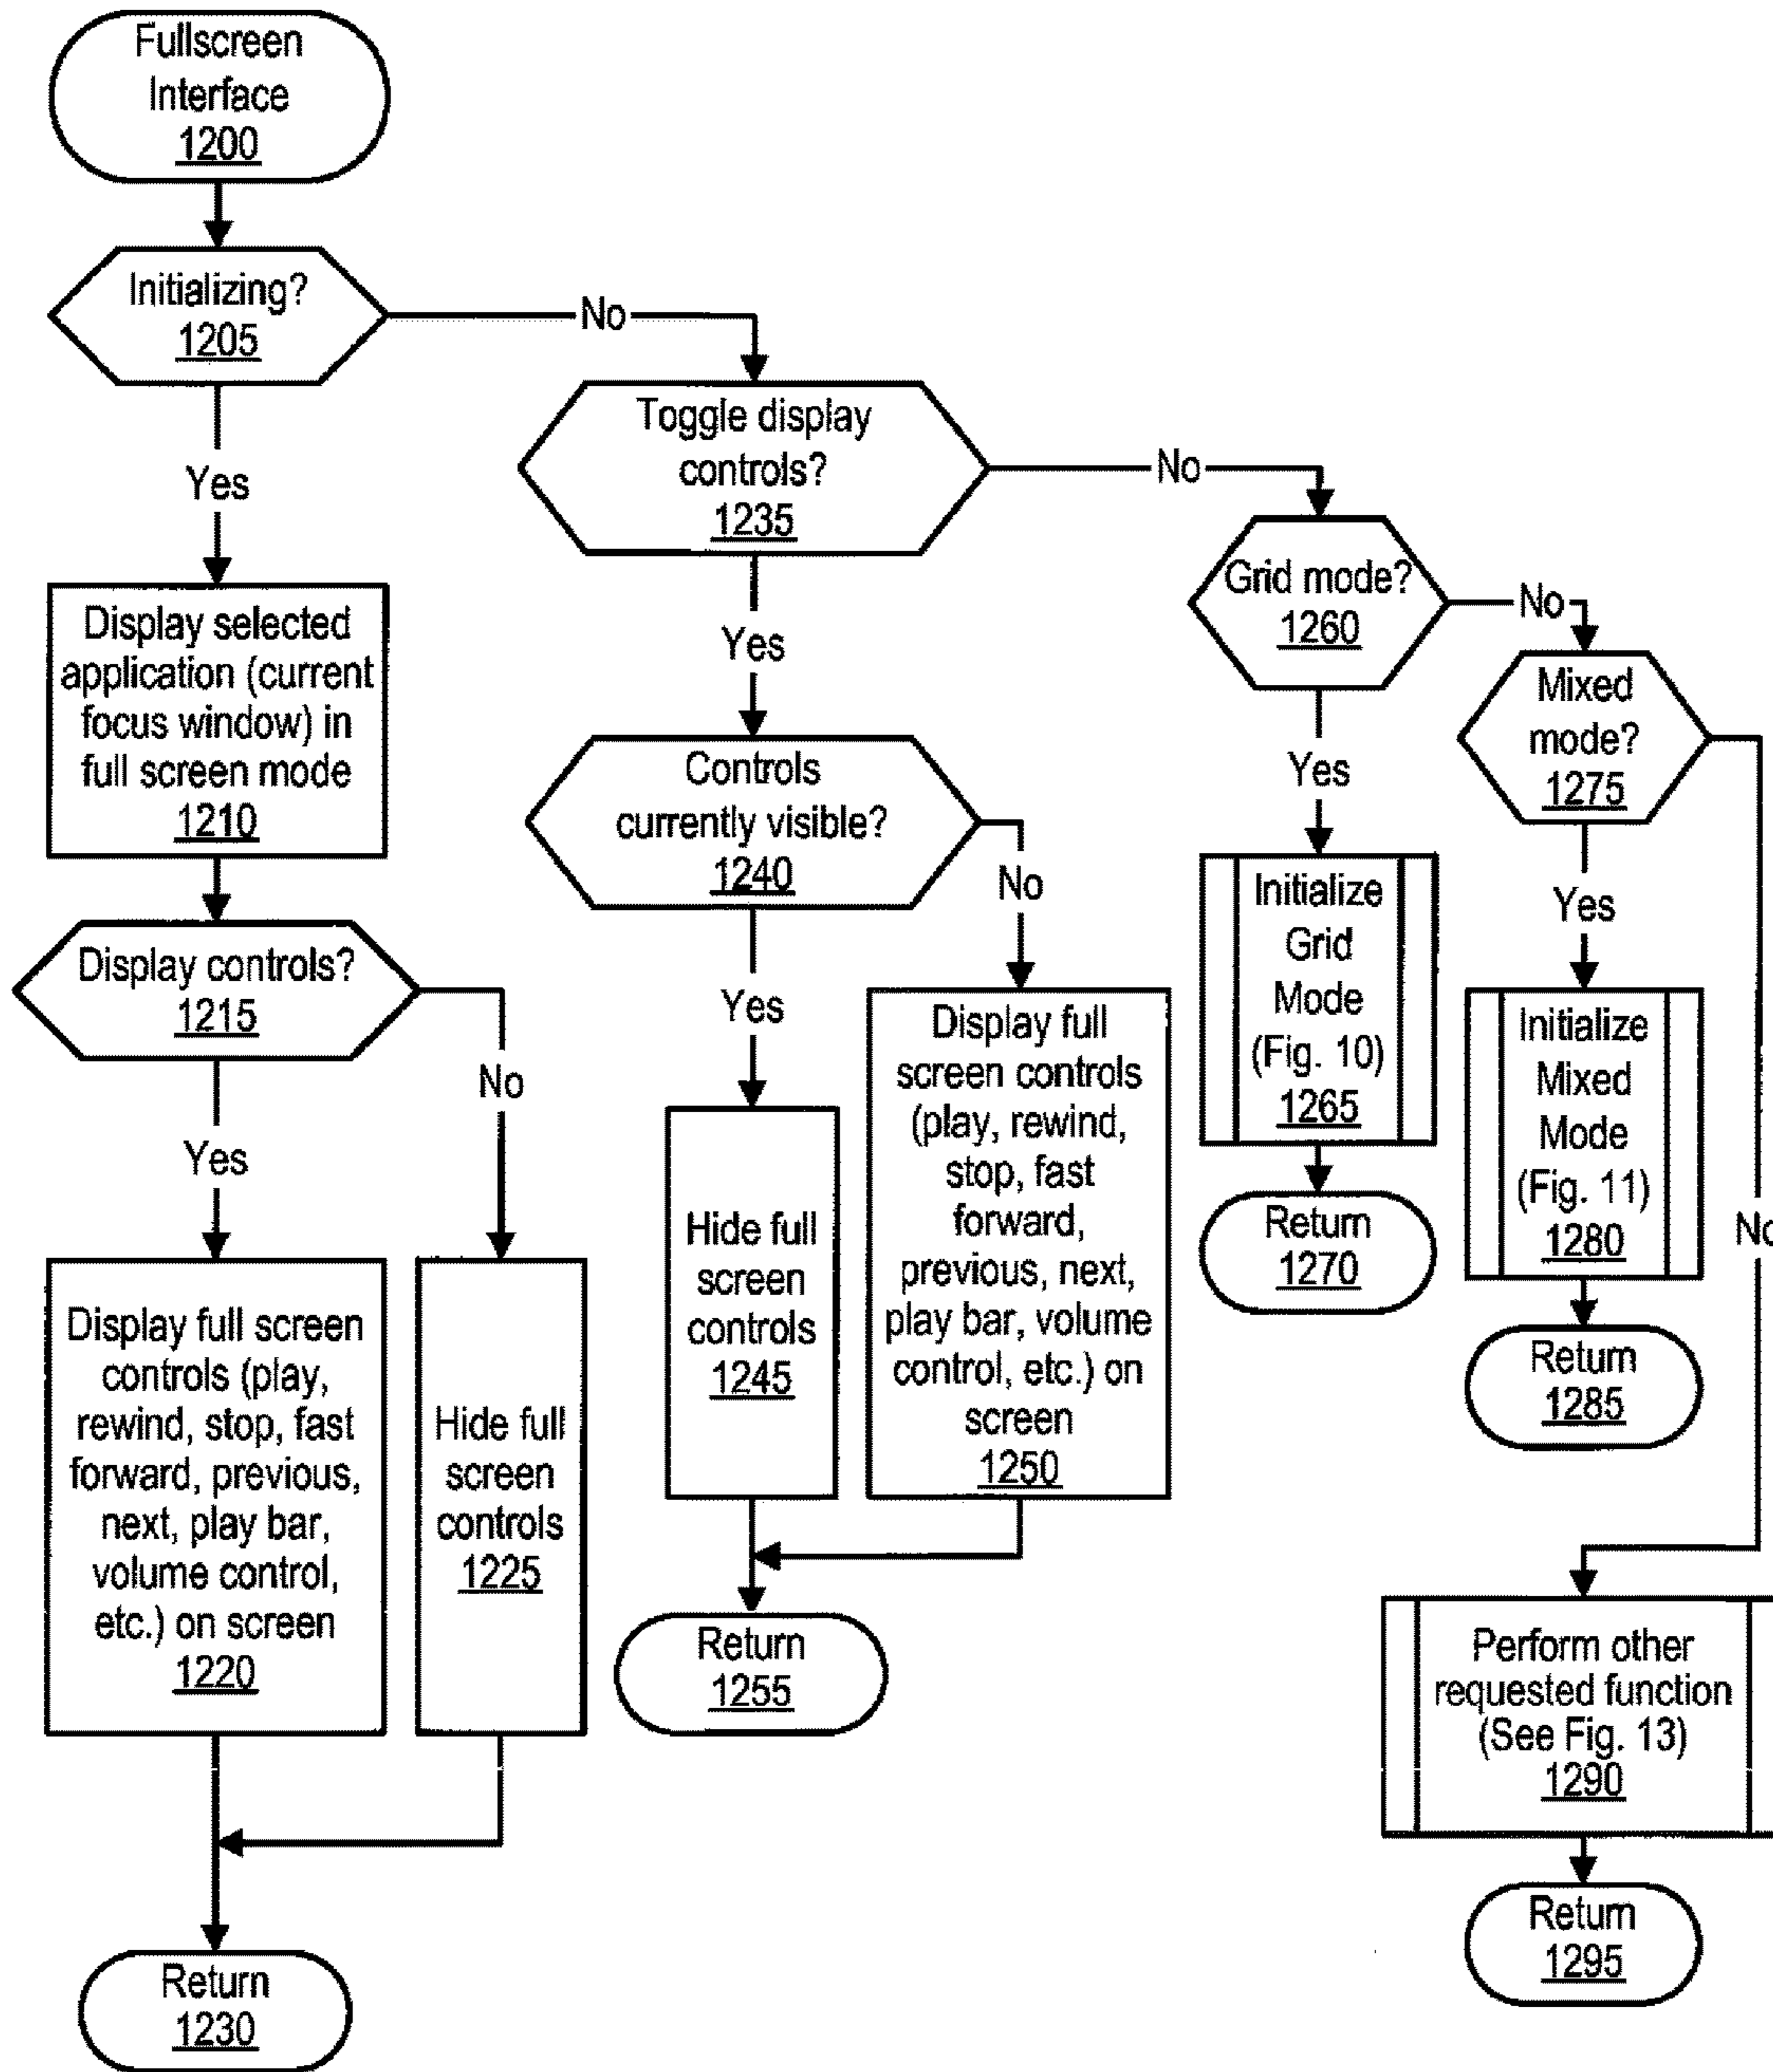 Fullscreen
Interface
1200
Initializing?
1205
No
Yes
Display selected
application (current
focus window) in
full screen mode
1210
Display controls?
1215
No
Yes
Display full screen
controls (play,
rewind, stop, fast
forward, previous,
next, play bar,
volume control,
etc.) on screen
1220
Hide full
screen
controls
1225
Return
1230
Toggle display
controls?
1235
No
Yes
Controls
currently visible?
1240
No
Yes
Hide full
screen
controls
1245
Display full
screen controls
(play, rewind,
stop, fast
forward,
previous, next,
play bar, volume
control, etc.) on
screen
1250
Return
1255
Grid mode?
1260
No
Yes
Initialize
Grid
Mode
(Fig. 10)
1265
Return
1270
Mixed
mode?
1275
Yes
No
Initialize
Mixed
Mode
(Fig. 11)
1280
Return
1285
Perform other
requested function
(See Fig. 13)
1290
Return
1295